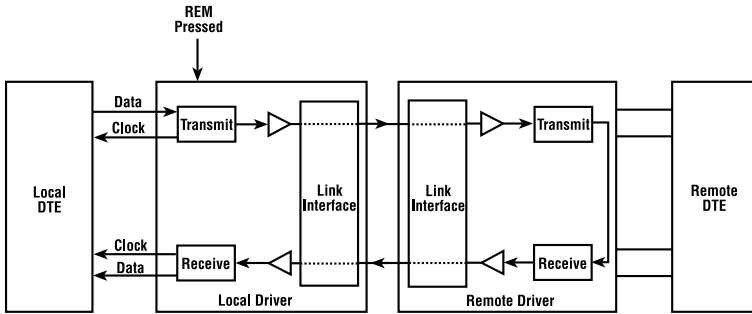 REM
Pressed
Data
Transmit
Clock
Transmit
Local
DTE
Link
Interface
Link
Interface
Remote
DTE
Clock
Receive
Data
Receive
Local Driver
Remote Driver